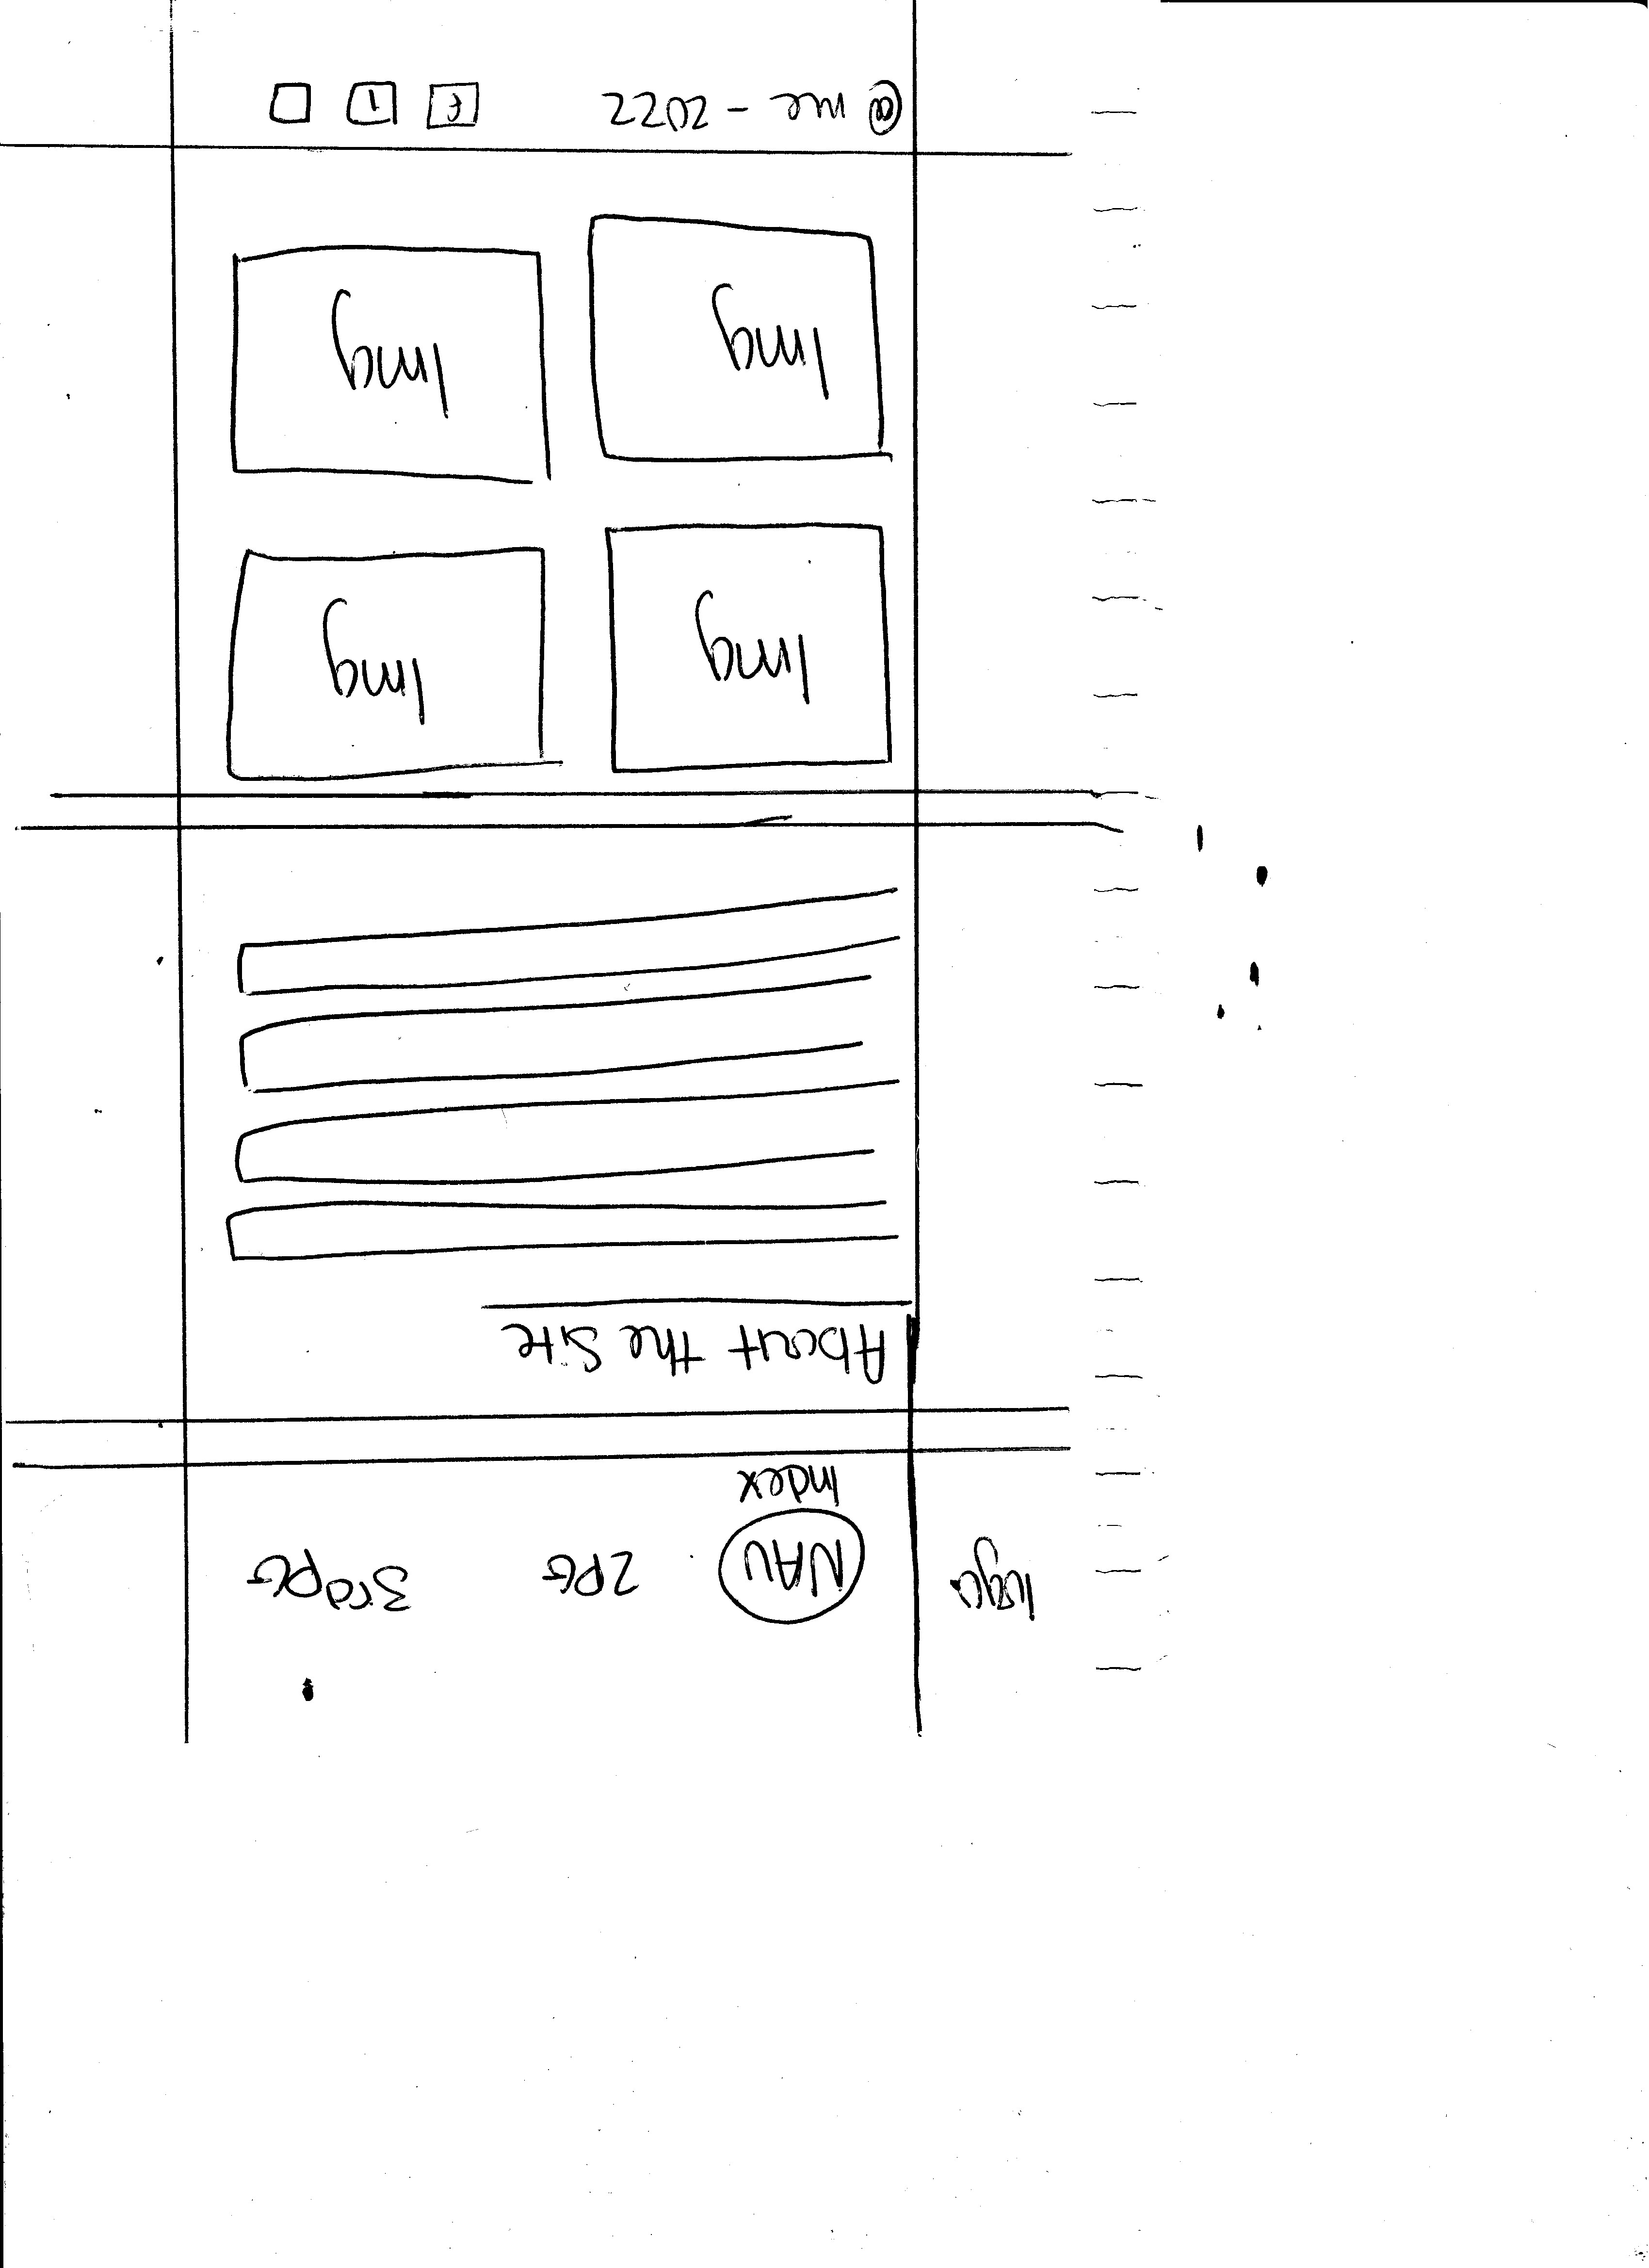 logo NAV 2PG 3rdpG
Index
About the Site
Img Img
Img Img
@ me - 2022 f